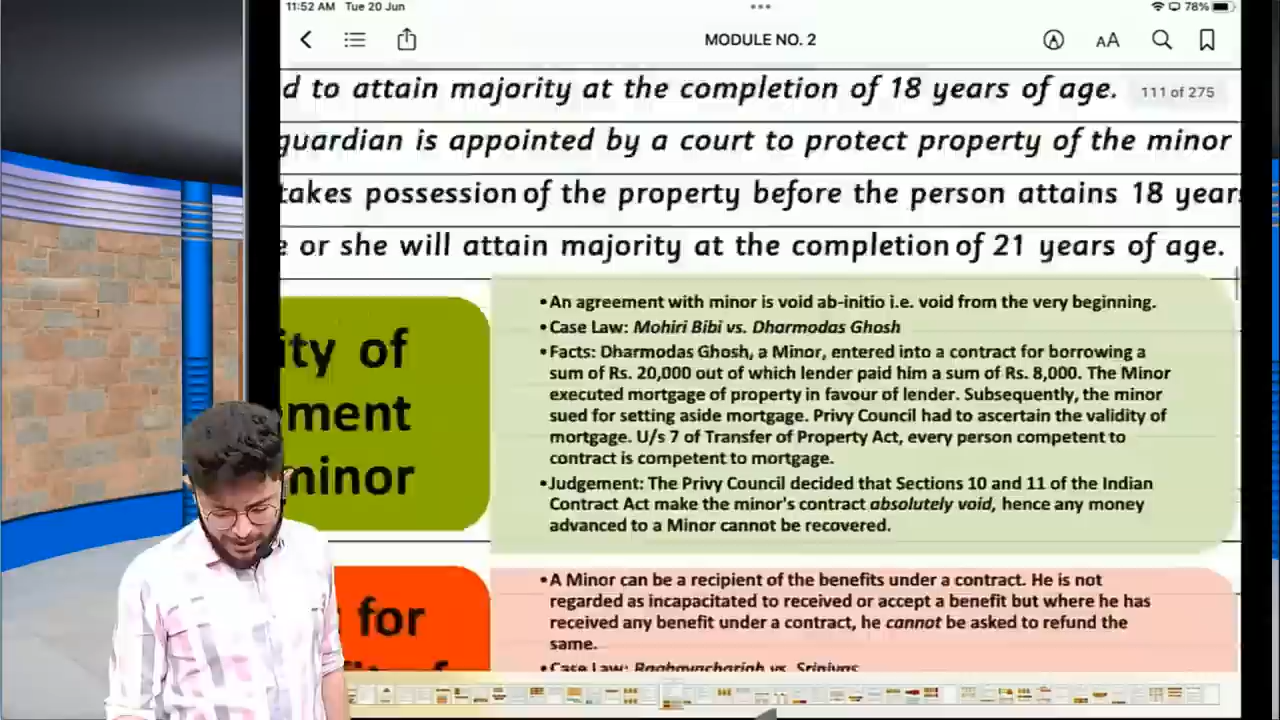 11:52 AM Tue 20 Jun
78%
MODULE NO. 2
AA
d to attain majority at the completion of 18 years of age.
111 of 275
guardian is appointed by a court to protect property of the minor
takes possession of the property before the person attains 18 year
e or she will attain majority at the completion of 21 years of age.
ity of
ment
minor
•An agreement with minor is void ab-initio i.e. void from the very beginning.
•Case Law: Mohiri Bibi vs. Dharmodas Ghosh
•Facts: Dharmodas Ghosh, a Minor, entered into a contract for borrowing a
sum of Rs. 20,000 out of which lender paid him a sum of Rs. 8,000. The Minor
executed mortgage of property in favour of lender. Subsequently, the minor
sued for setting aside mortgage. Privy Council had to ascertain the validity of
mortgage. U/s 7 of Transfer of Property Act, every person competent to
contract is competent to mortgage.
•Judgement: The Privy Council decided that Sections 10 and 11 of the Indian
Contract Act make the minor's contract absolutely void, hence any money
advanced to a Minor cannot be recovered.
for
•A Minor can be a recipient of the benefits under a contract. He is not
regarded as incapacitated to received or accept a benefit but where he has
received any benefit under a contract, he cannot be asked to refund the
same.
•Case Law: Raghavachariah vs. Srinivas